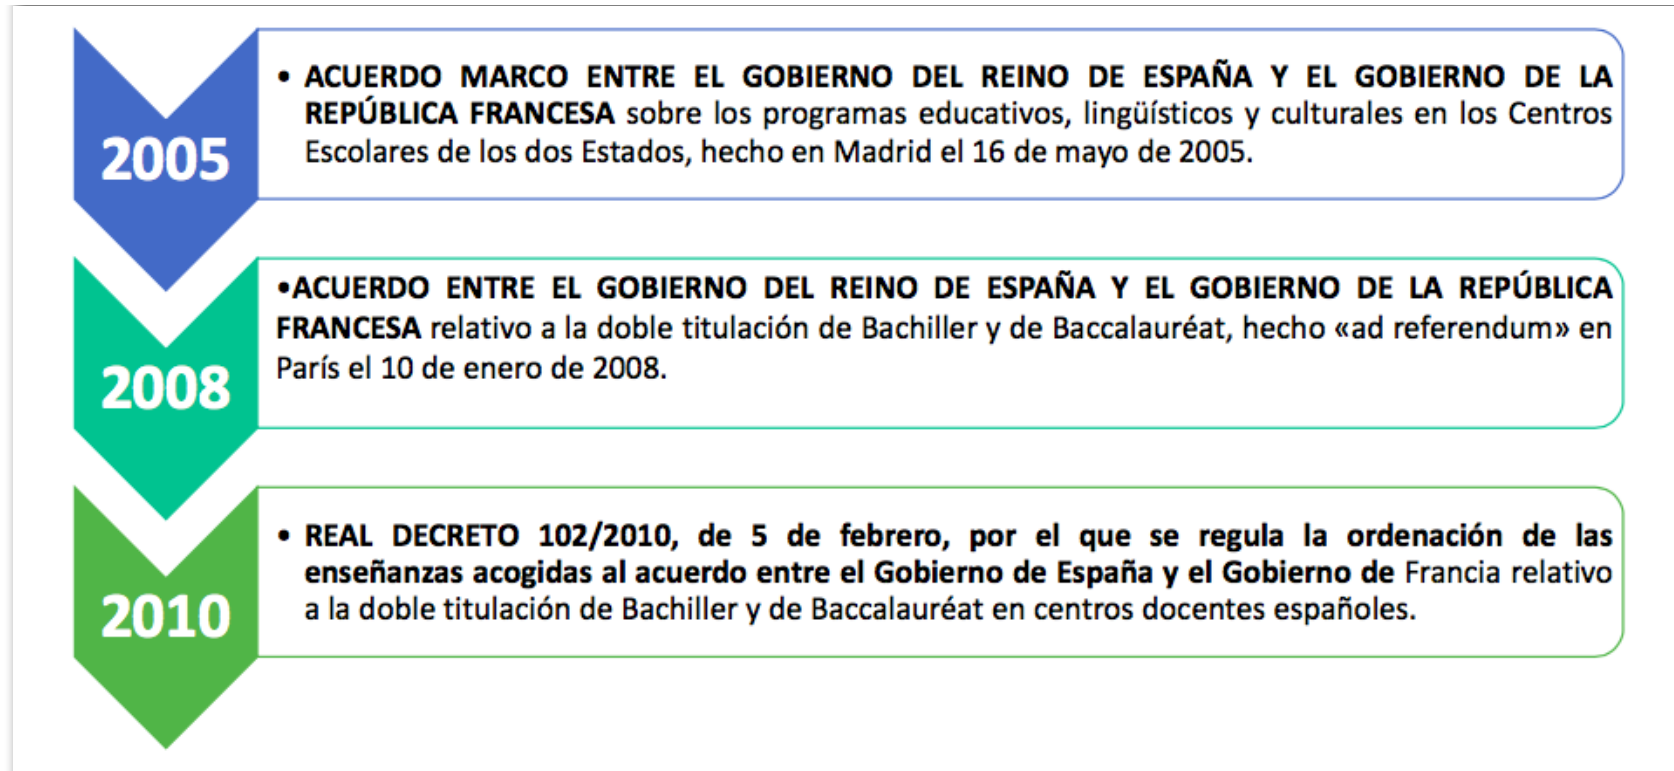 2005
• ACUERDO MARCO ENTRE EL GOBIERNO DEL REINO DE ESPAÑA Y EL GOBIERNO DE LA
REPÚBLICA FRANCESA sobre los programas educativos, lingüísticos y culturales en los Centros
Escolares de los dos Estados, hecho en Madrid el 16 de mayo de 2005.
2008
•ACUERDO ENTRE EL GOBIERNO DEL REINO DE ESPAÑA Y EL GOBIERNO DE LA REPÚBLICA
FRANCESA relativo a la doble titulación de Bachiller y de Baccalauréat, hecho «ad referendum» en
París el 10 de enero de 2008.
2010
• REAL DECRETO 102/2010, de 5 de febrero, por el que se regula la ordenación de las
enseñanzas acogidas al acuerdo entre el Gobierno de España y el Gobierno de Francia relativo
a la doble titulación de Bachiller y de Baccalauréat en centros docentes españoles.